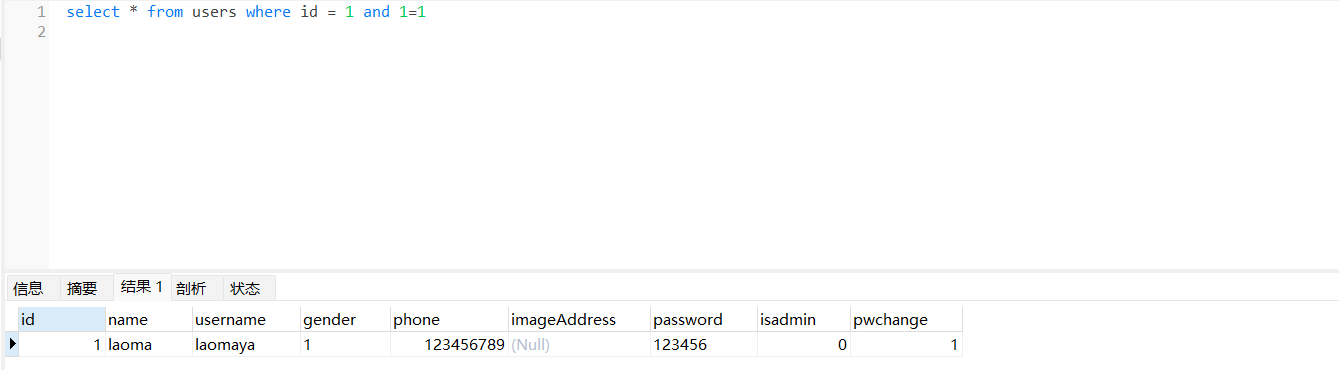 1 select * from users where id = 1 and 1=1
2
信息 摘要 结果 1 剖析 状态
id name username gender phone imageAddress password isadmin pwchange
1 laoma laomaya 1 123456789 (Null) 123456 0 1